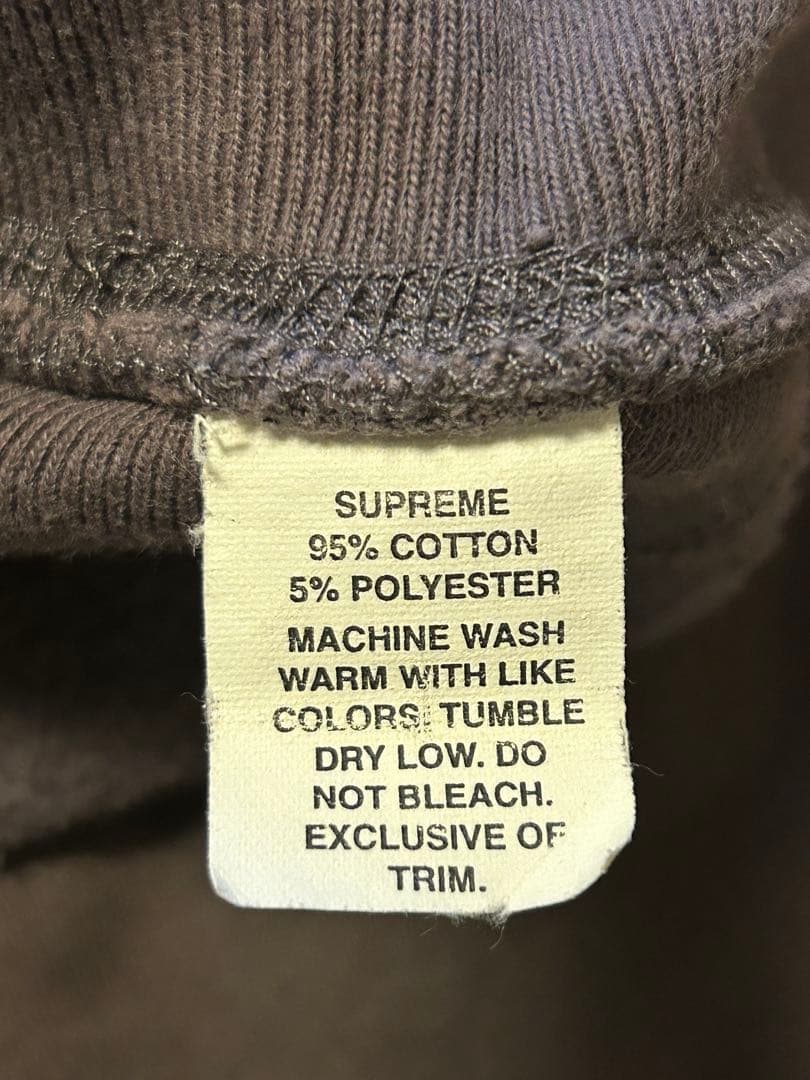 SUPREME
95% COTTON
5% POLYESTER
MACHINE WASH
WARM WITH LIKE
COLORS. TUMBLE
DRY LOW. DO
NOT BLEACH.
EXCLUSIVE OF
TRIM.